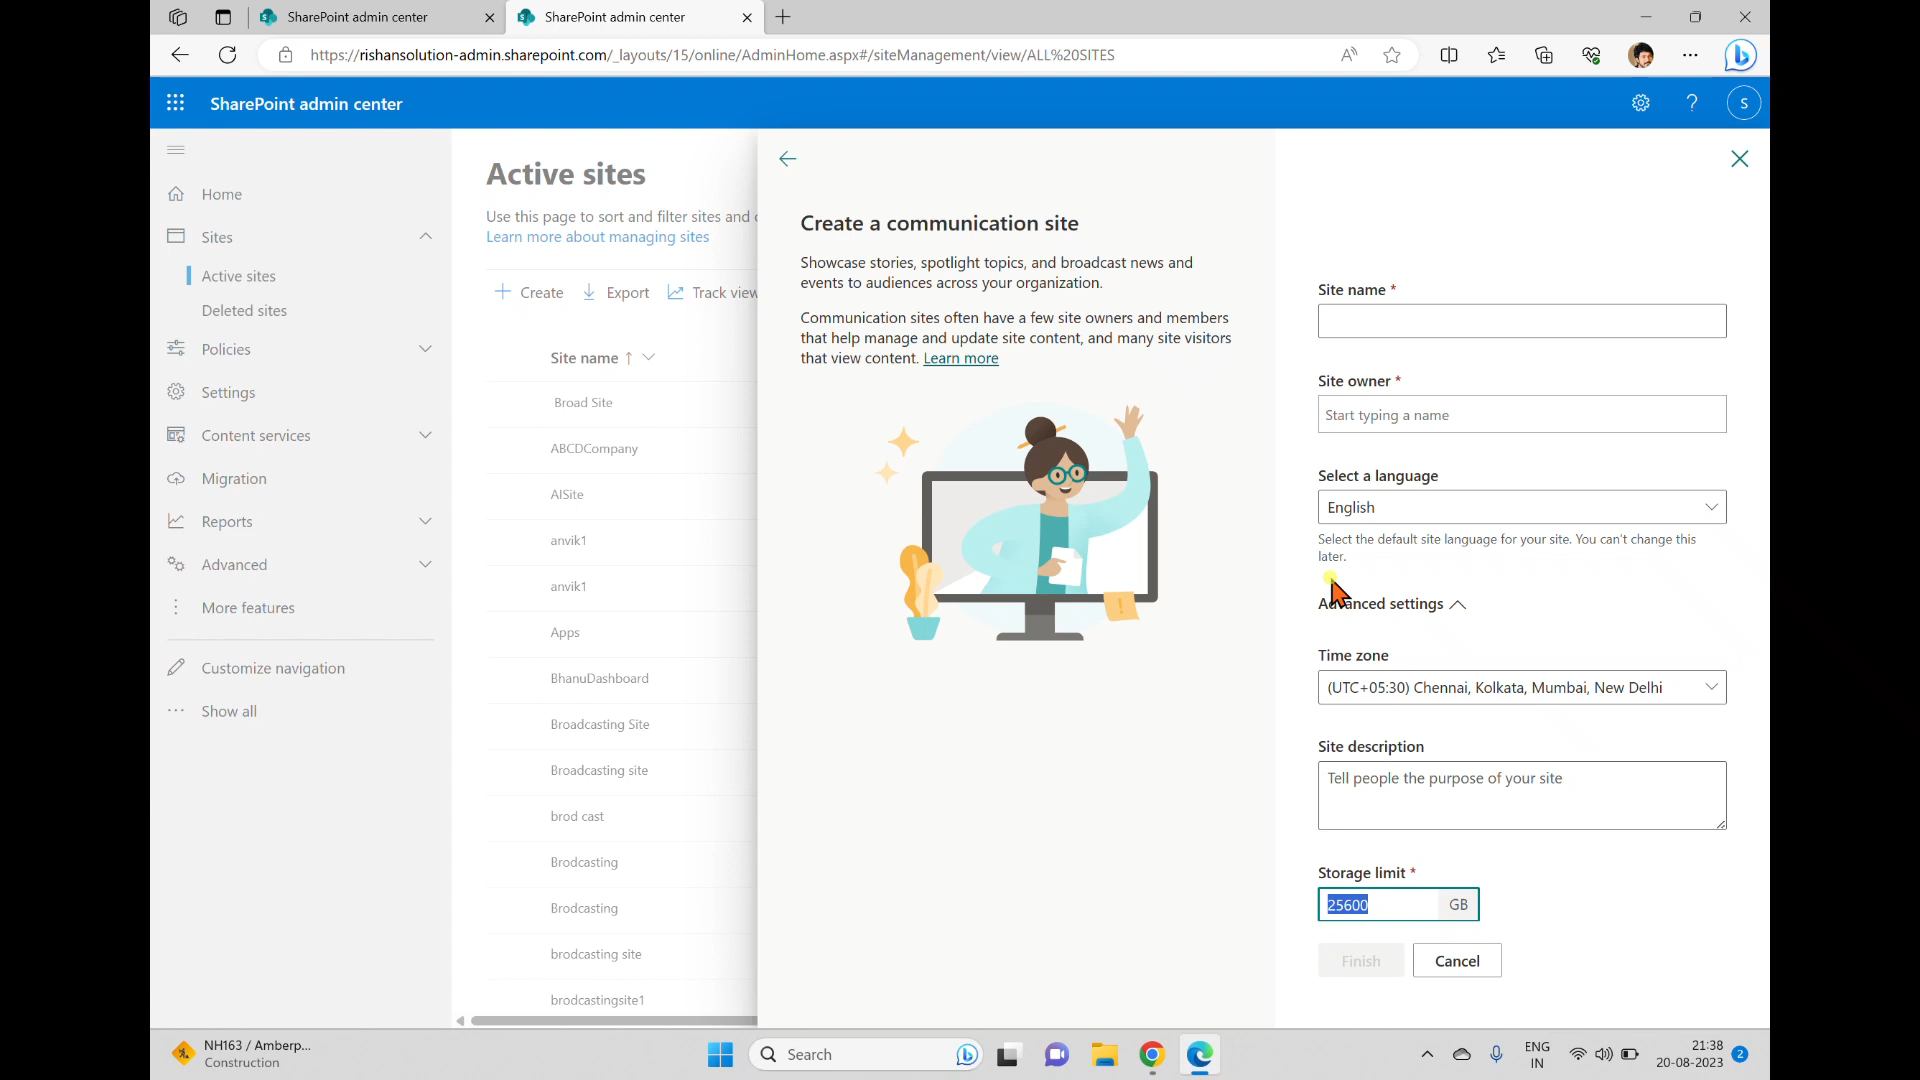 SharePoint admin center
SharePoint admin center
https://rishansolution-admin.sharepoint.com/_layouts/15/online/AdminHome.aspx#/siteManagement/view/ALL%20SITES
SharePoint admin center
?
S
Home
Sites
Active sites
Deleted sites
Policies
Settings
Content services
Migration
Reports
Advanced
More features
Customize navigation
Show all
Active sites
Use this page to sort and filter sites and
Learn more about managing sites
Create
Export
Track view
Site name ↑
Broad Site
ABCDCompany
AISite
anvik1
anvik1
Apps
BhanuDashboard
Broadcasting Site
Broadcasting site
brod cast
Brodcasting
Brodcasting
brodcasting site
brodcastingsite1
Create a communication site
Showcase stories, spotlight topics, and broadcast news and
events to audiences across your organization.
Communication sites often have a few site owners and members
that help manage and update site content, and many site visitors
that view content. Learn more
Site name *
Site owner *
Start typing a name
Select a language
English
Select the default site language for your site. You can't change this
later.
Advanced settings
Time zone
(UTC+05:30) Chennai, Kolkata, Mumbai, New Delhi
Site description
Tell people the purpose of your site
Storage limit *
25600 GB
Finish
Cancel
NH163 / Amberp...
Construction
Search
ENG
IN
21:38
20-08-2023
2